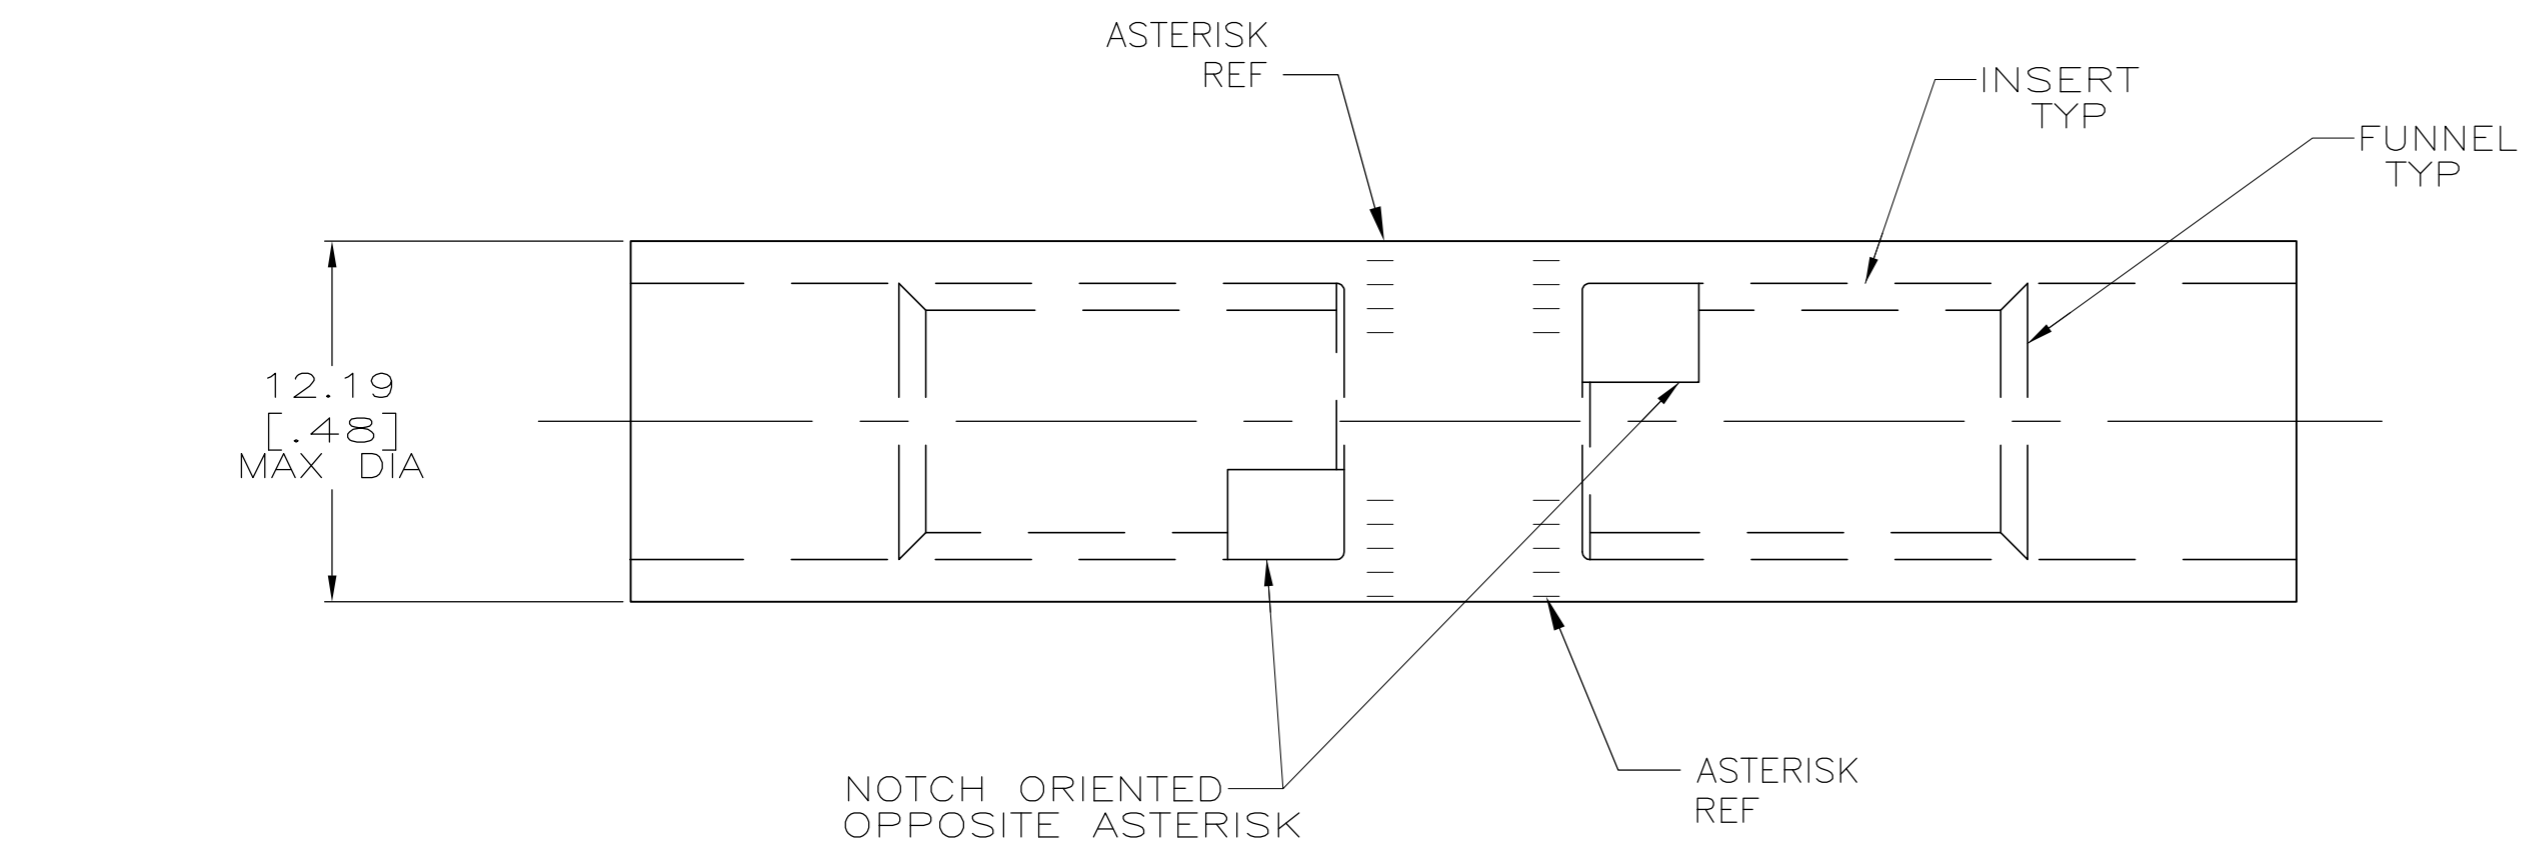 ASTERISK
REF
INSERT
TYP
FUNNEL
TYP
12.19
[.48]
MAX DIA
NOTCH ORIENTED
OPPOSITE ASTERISK
ASTERISK
REF